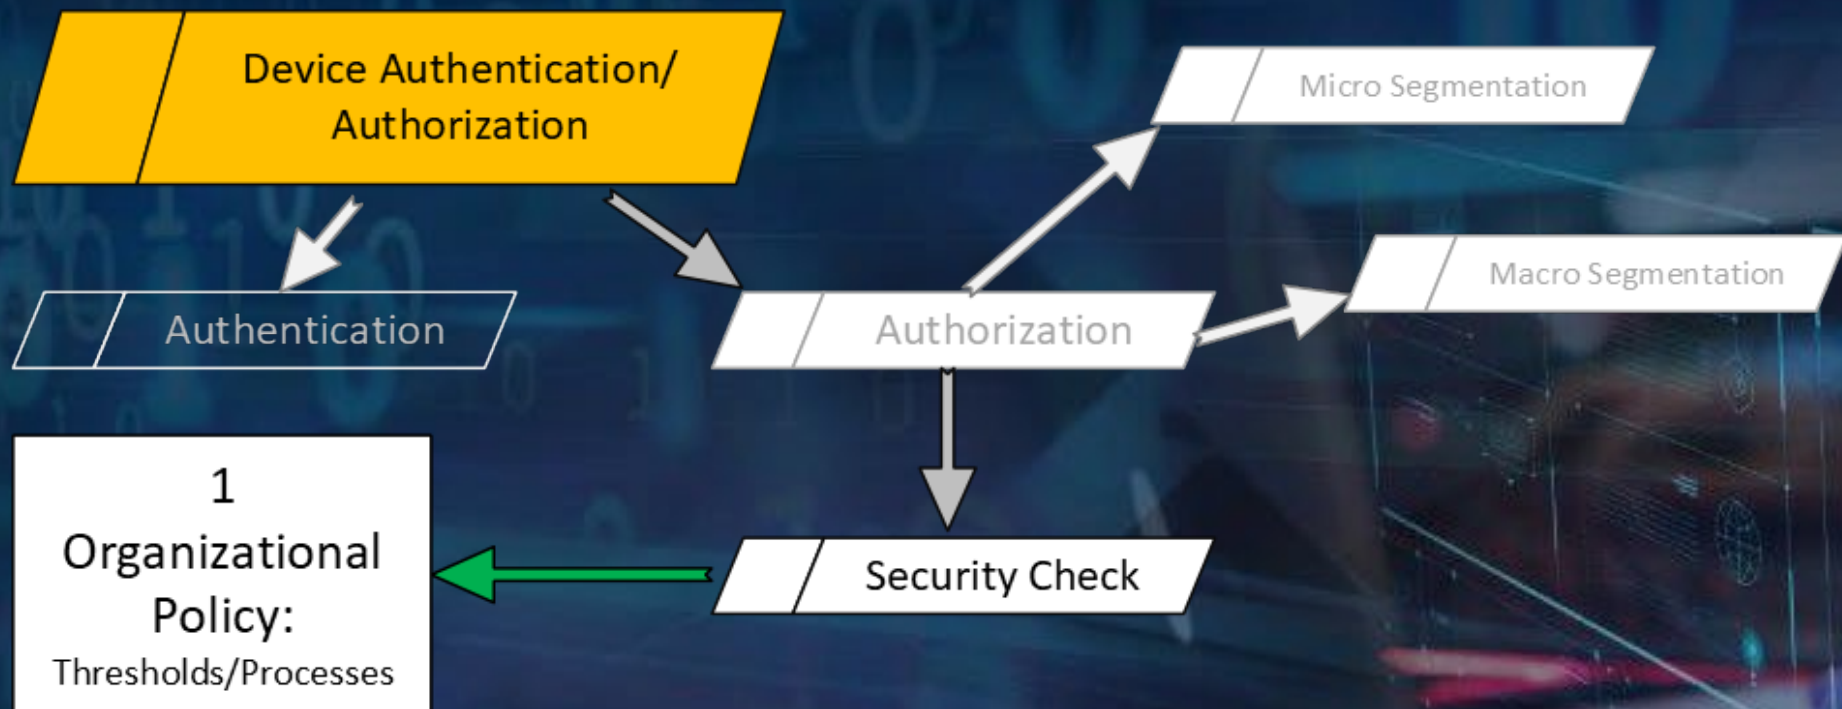 Device Authentication/
Authorization
Micro Segmentation
Macro Segmentation
Authentication
Authorization
1
Organizational
Policy:
Thresholds/Processes
Security Check